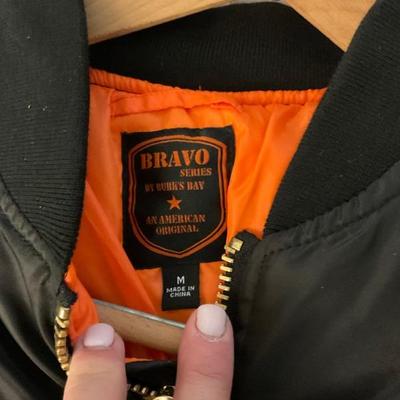 BRAVO
SERIES
BY BURK'S BAY
AN AMERICAN
ORIGINAL
M
MADE IN
CHINA